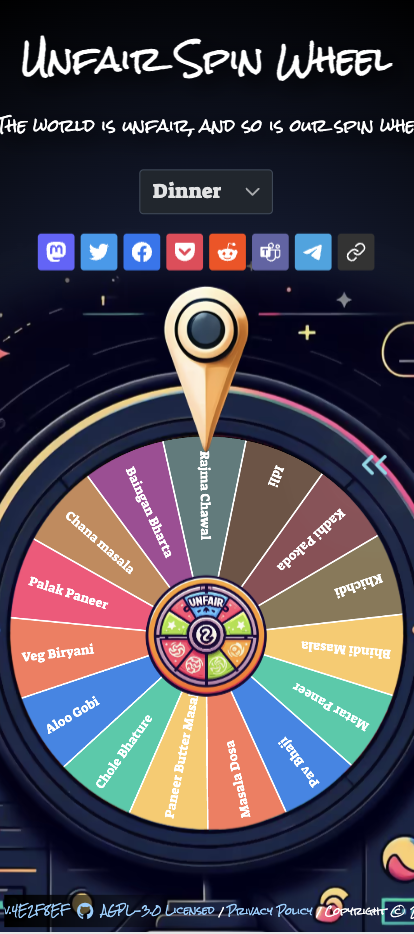 Unfair Spin Wheel
The world is unfair, and so is our spin whe
Dinner
Rajma Chawal
Idli
Kadhi Pakoda
Khichdi
Bhindi Masala
Matar Paneer
Pav Bhaji
Masala Dosa
Paneer Butter Masa
Chole Bhature
Aloo Gobi
Veg Biryani
Palak Paneer
Chana masala
Baingan Bharta
UNFAIR
v.4E2F8EF AGPL-3.0 Licensed / Privacy Policy / Copyright ©